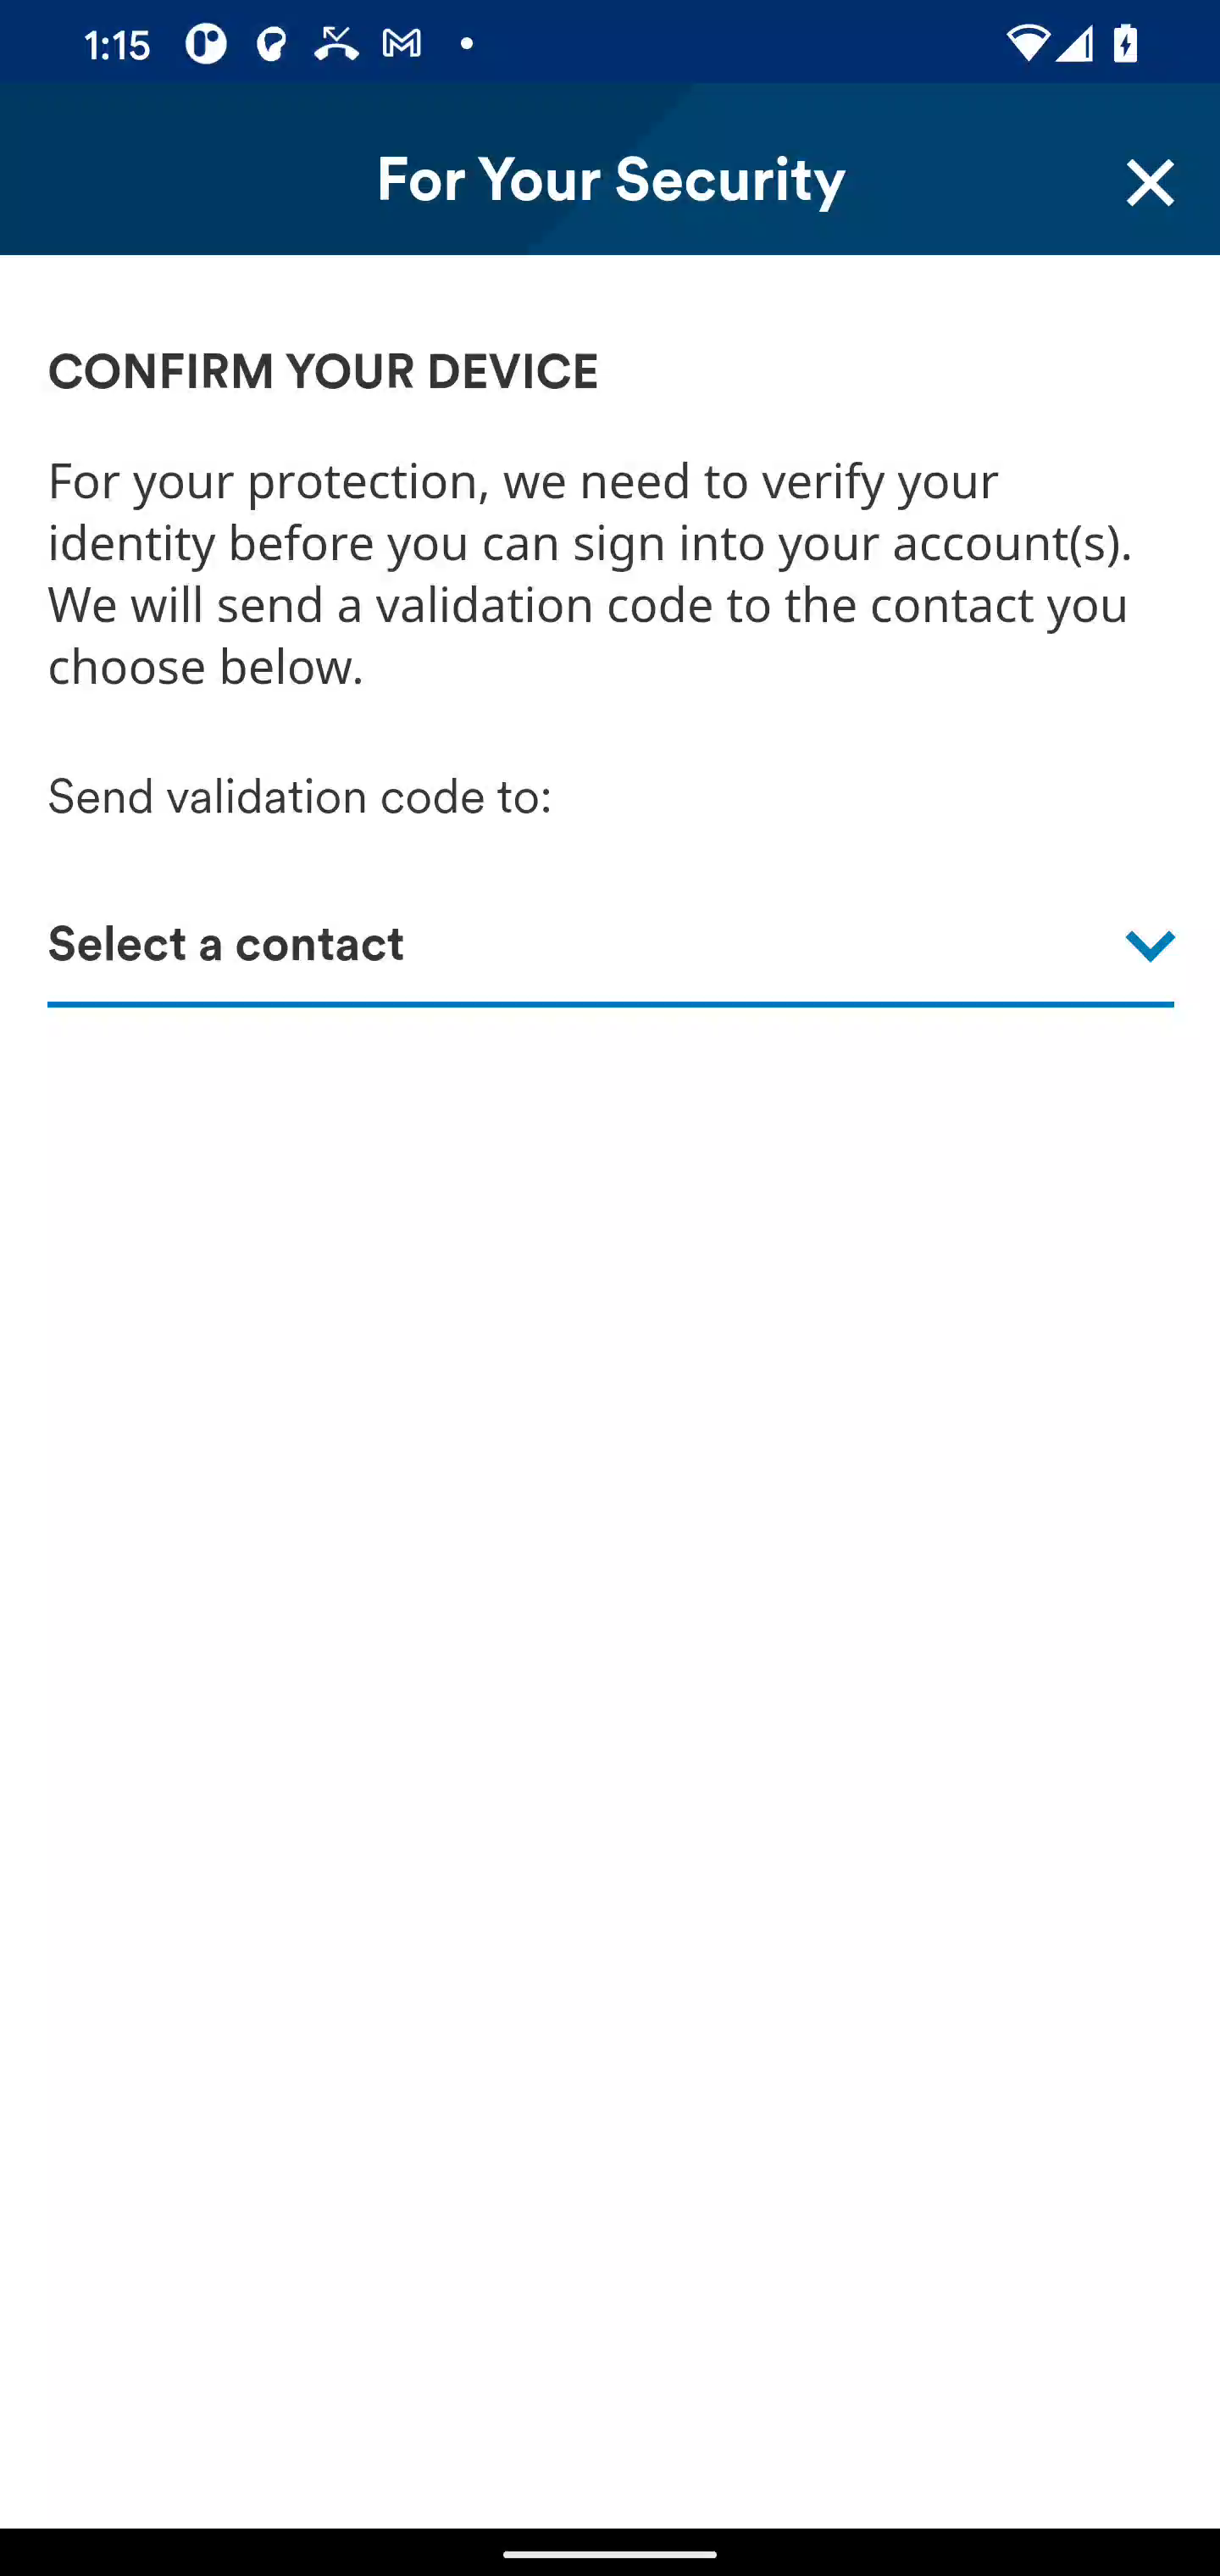 1:15
For Your Security
CONFIRM YOUR DEVICE
For your protection, we need to verify your
identity before you can sign into your account(s).
We will send a validation code to the contact you
choose below.
Send validation code to:
Select a contact